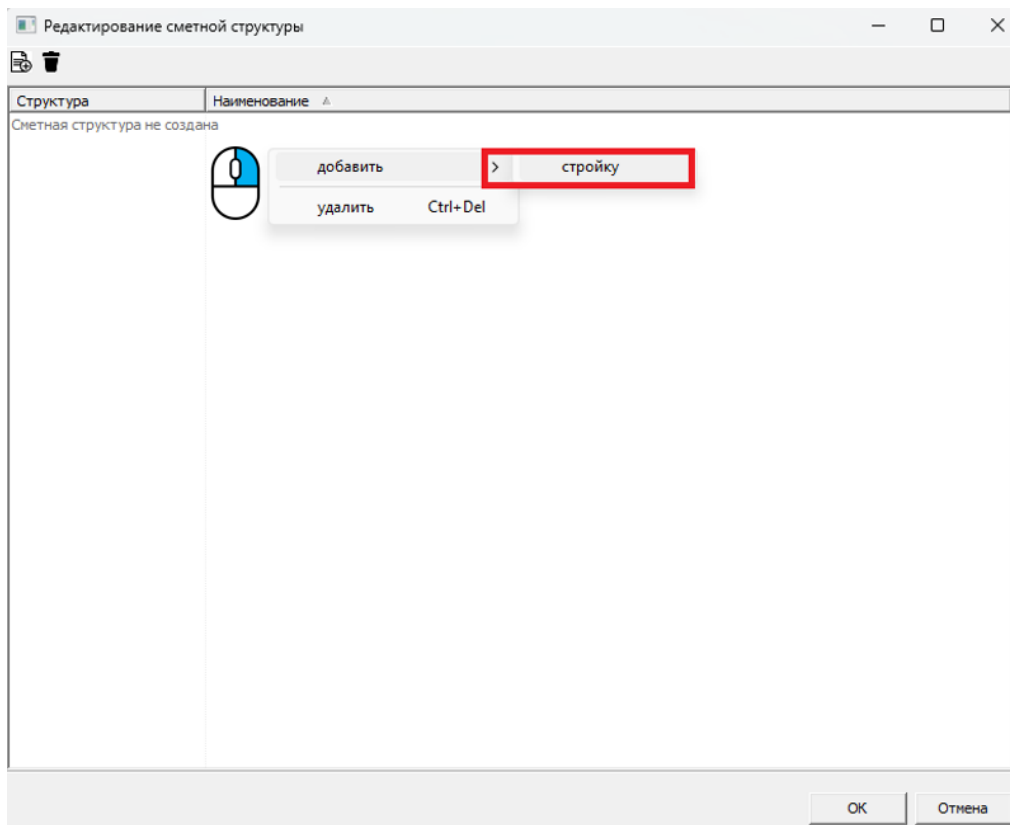 Редактирование сметной структуры
Структура Наименование
Сметная структура не создана
добавить > стройку
удалить Ctrl+Del
OK Отмена